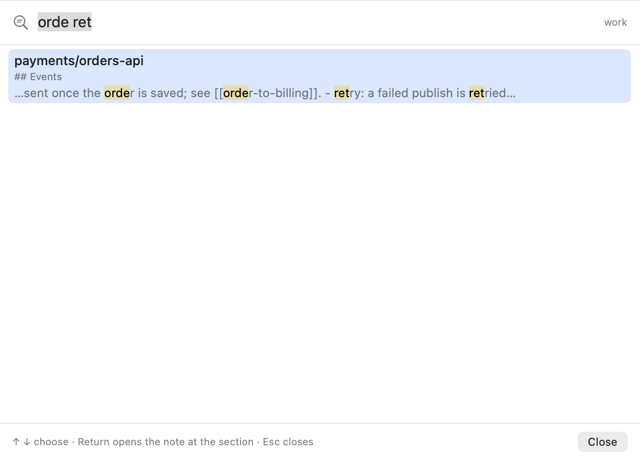 orde ret
work
payments/orders-api
## Events
...sent once the order is saved; see [[order-to-billing]]. - retry: a failed publish is retried...
↑ ↓ choose · Return opens the note at the section · Esc closes
Close